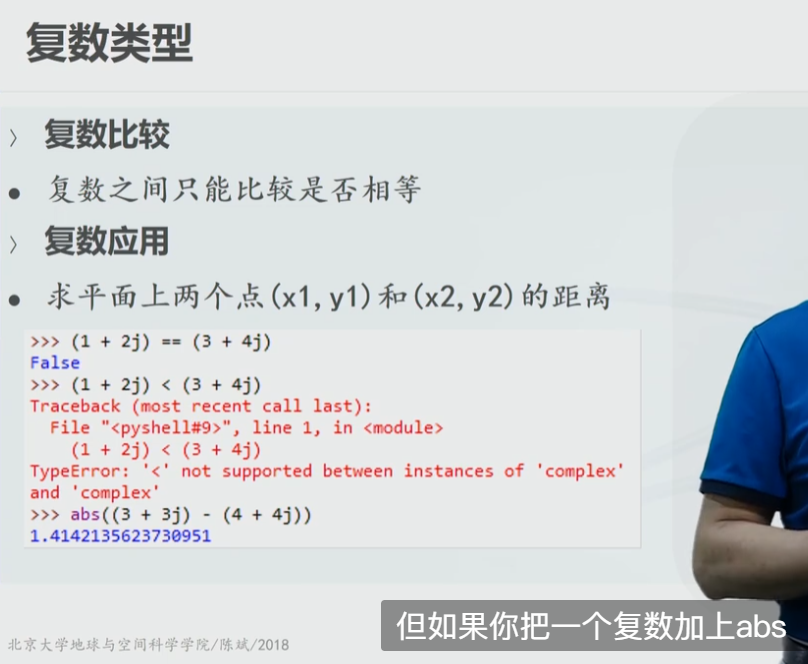 复数类型
〉 复数比较
• 复数之间只能比较是否相等
〉 复数应用
• 求平面上两个点(x1,y1)和(x2,y2)的距离
>>> (1 + 2j) == (3 + 4j)
False
>>> (1 + 2j) < (3 + 4j)
Traceback (most recent call last):
  File "<pyshell#9>", line 1, in <module>
    (1 + 2j) < (3 + 4j)
TypeError: '<' not supported between instances of 'complex'
and 'complex'
>>> abs((3 + 3j) - (4 + 4j))
1.4142135623730951
但如果你把一个复数加上abs
北京大学地球与空间科学学院/陈斌/2018